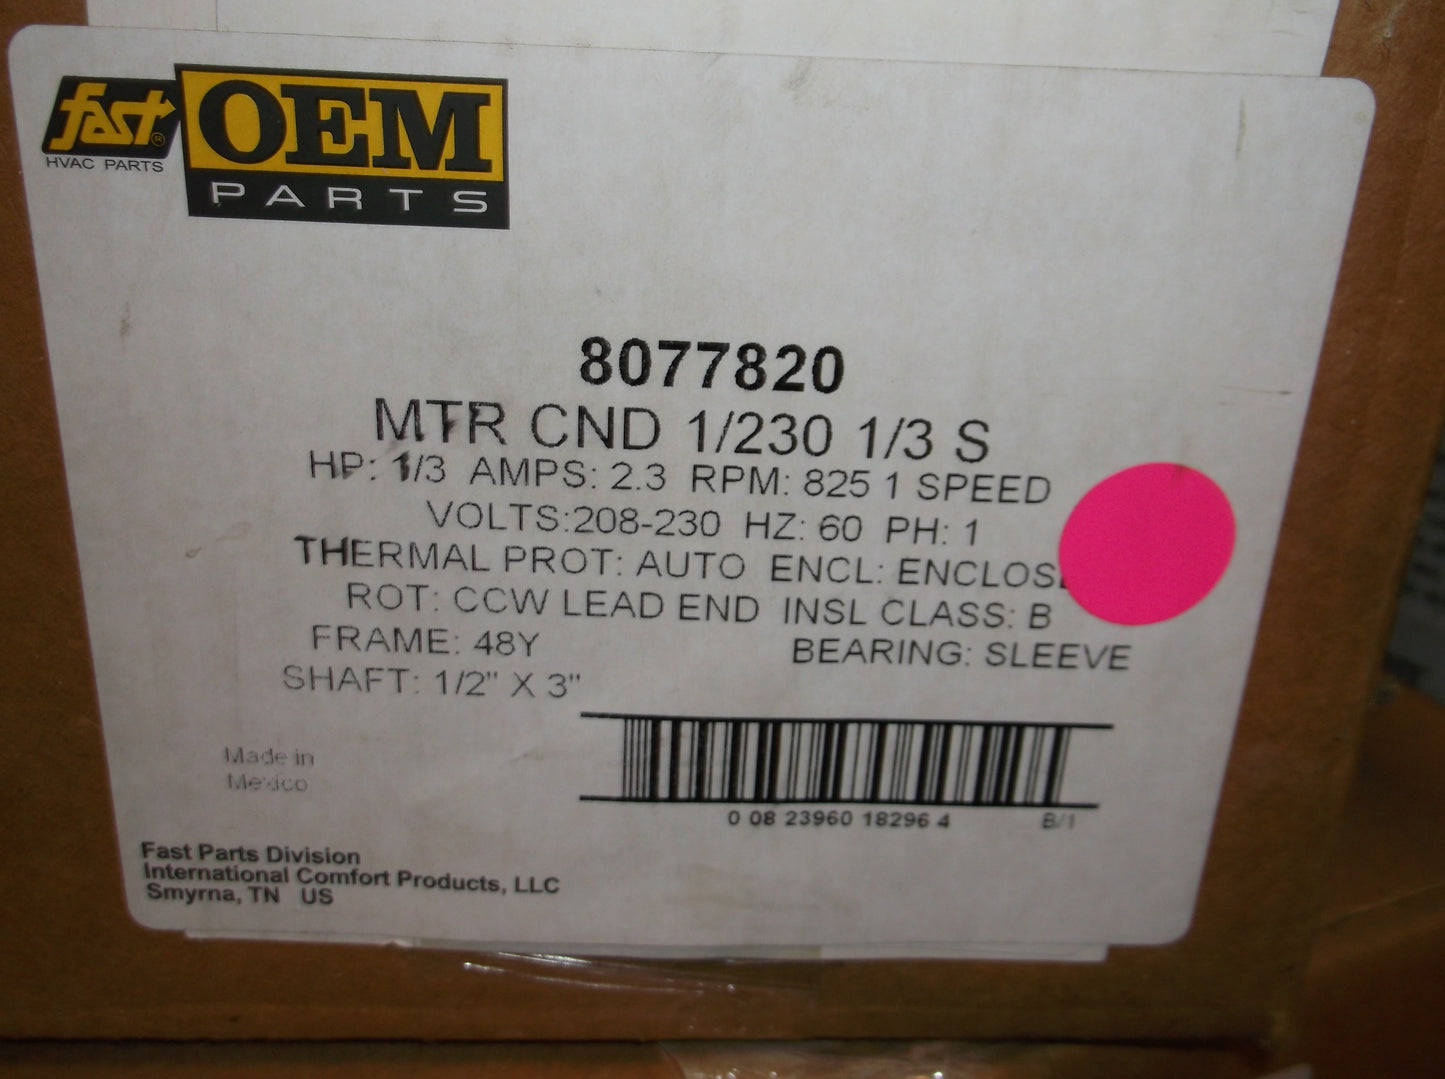 fast®
HVAC PARTS
OEM
PARTS
8077820
MTR CND 1/230 1/3 S
HP: 1/3 AMPS: 2.3 RPM: 825 1 SPEED
VOLTS:208-230 HZ: 60 PH: 1
THERMAL PROT: AUTO ENCL: ENCLOS
ROT: CCW LEAD END INSL CLASS: B
FRAME: 48Y BEARING: SLEEVE
SHAFT: 1/2" X 3"
Made in
Mexico
0 08 23960 18296 4 B/1
Fast Parts Division
International Comfort Products, LLC
Smyrna, TN US